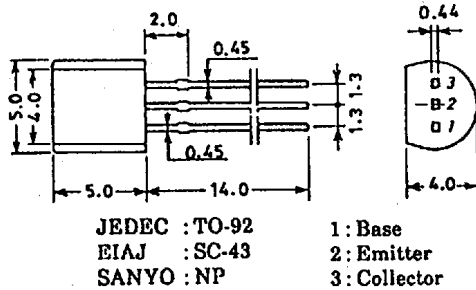 2.0
0.44
0.45
3
2
1
1.3
1.3
5.0
4.0
0.45
5.0
14.0
4.0
JEDEC : TO-92
EIAJ : SC-43
SANYO : NP
1 : Base
2 : Emitter
3 : Collector